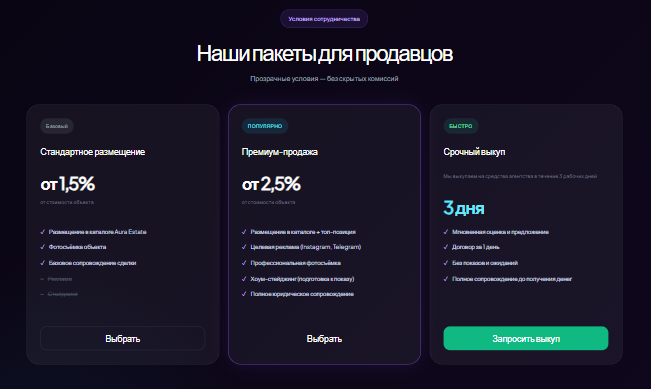 Условия сотрудничества
Наши пакеты для продавцов
Прозрачные условия — без скрытых комиссий
Базовый
Стандартное размещение
от 1,5%
от стоимости объекта
✓ Размещение в каталоге Aura Estate
✓ Фотосъёмка объекта
✓ Базовое сопровождение сделки
– Реклама
– Стейджинг
Выбрать
ПОПУЛЯРНО
Премиум-продажа
от 2,5%
от стоимости объекта
✓ Размещение в каталоге + топ-позиция
✓ Целевая реклама (Instagram, Telegram)
✓ Профессиональная фотосъёмка
✓ Хоум-стейджинг (подготовка к показу)
✓ Полное юридическое сопровождение
Выбрать
БЫСТРО
Срочный выкуп
Мы выкупаем на средства агентства в течение 3 рабочих дней
3 дня
✓ Мгновенная оценка и предложение
✓ Договор за 1 день
✓ Без показов и ожиданий
✓ Полное сопровождение до получения денег
Запросить выкуп